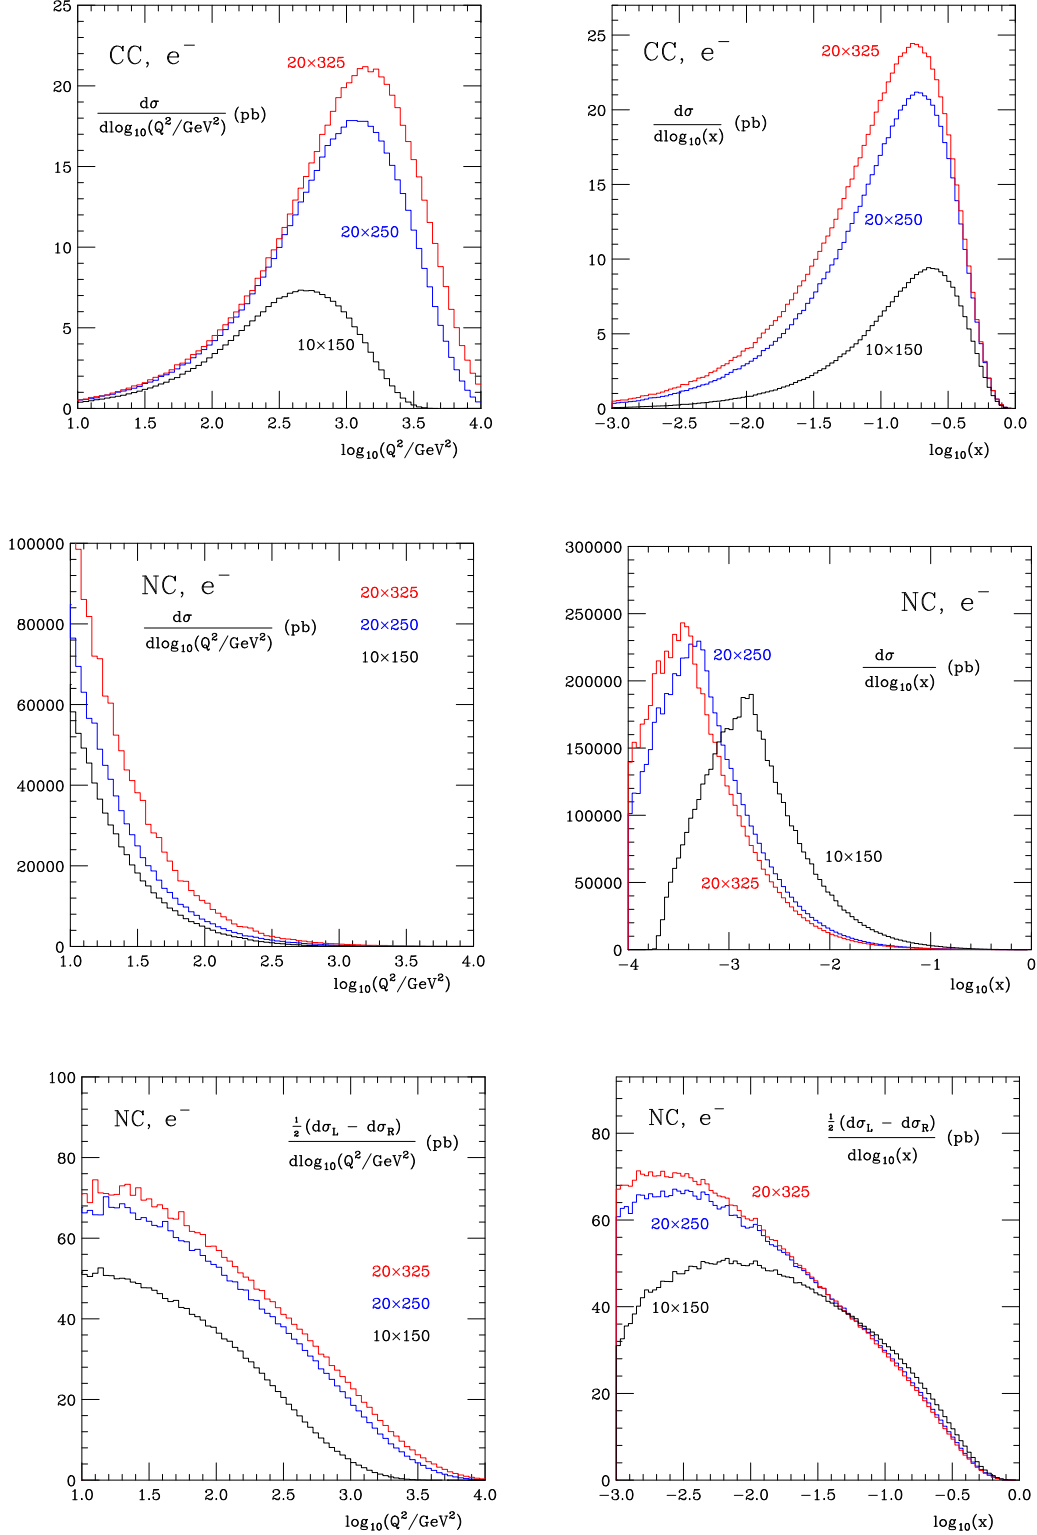 CC, e⁻
20×325
dσ
dlog₁₀(Q²/GeV²) (pb)
20×250
10×150
25
20
15
10
5
0
1.0 1.5 2.0 2.5 3.0 3.5 4.0
log₁₀(Q²/GeV²)
CC, e⁻
20×325
dσ
dlog₁₀(x) (pb)
20×250
10×150
25
20
15
10
5
0
−3.0 −2.5 −2.0 −1.5 −1.0 −0.5 0.0
log₁₀(x)
NC, e⁻
dσ
dlog₁₀(Q²/GeV²) (pb)
20×325
20×250
10×150
100000
80000
60000
40000
20000
0
1.0 1.5 2.0 2.5 3.0 3.5 4.0
log₁₀(Q²/GeV²)
NC, e⁻
20×250
dσ
dlog₁₀(x) (pb)
10×150
20×325
300000
250000
200000
150000
100000
50000
0
−4 −3 −2 −1 0
log₁₀(x)
NC, e⁻
½(dσL − dσR)
dlog₁₀(Q²/GeV²) (pb)
20×325
20×250
10×150
100
80
60
40
20
0
1.0 1.5 2.0 2.5 3.0 3.5 4.0
log₁₀(Q²/GeV²)
NC, e⁻
½(dσL − dσR)
dlog₁₀(x) (pb)
20×325
20×250
10×150
80
60
40
20
0
−3.0 −2.5 −2.0 −1.5 −1.0 −0.5 0.0
log₁₀(x)